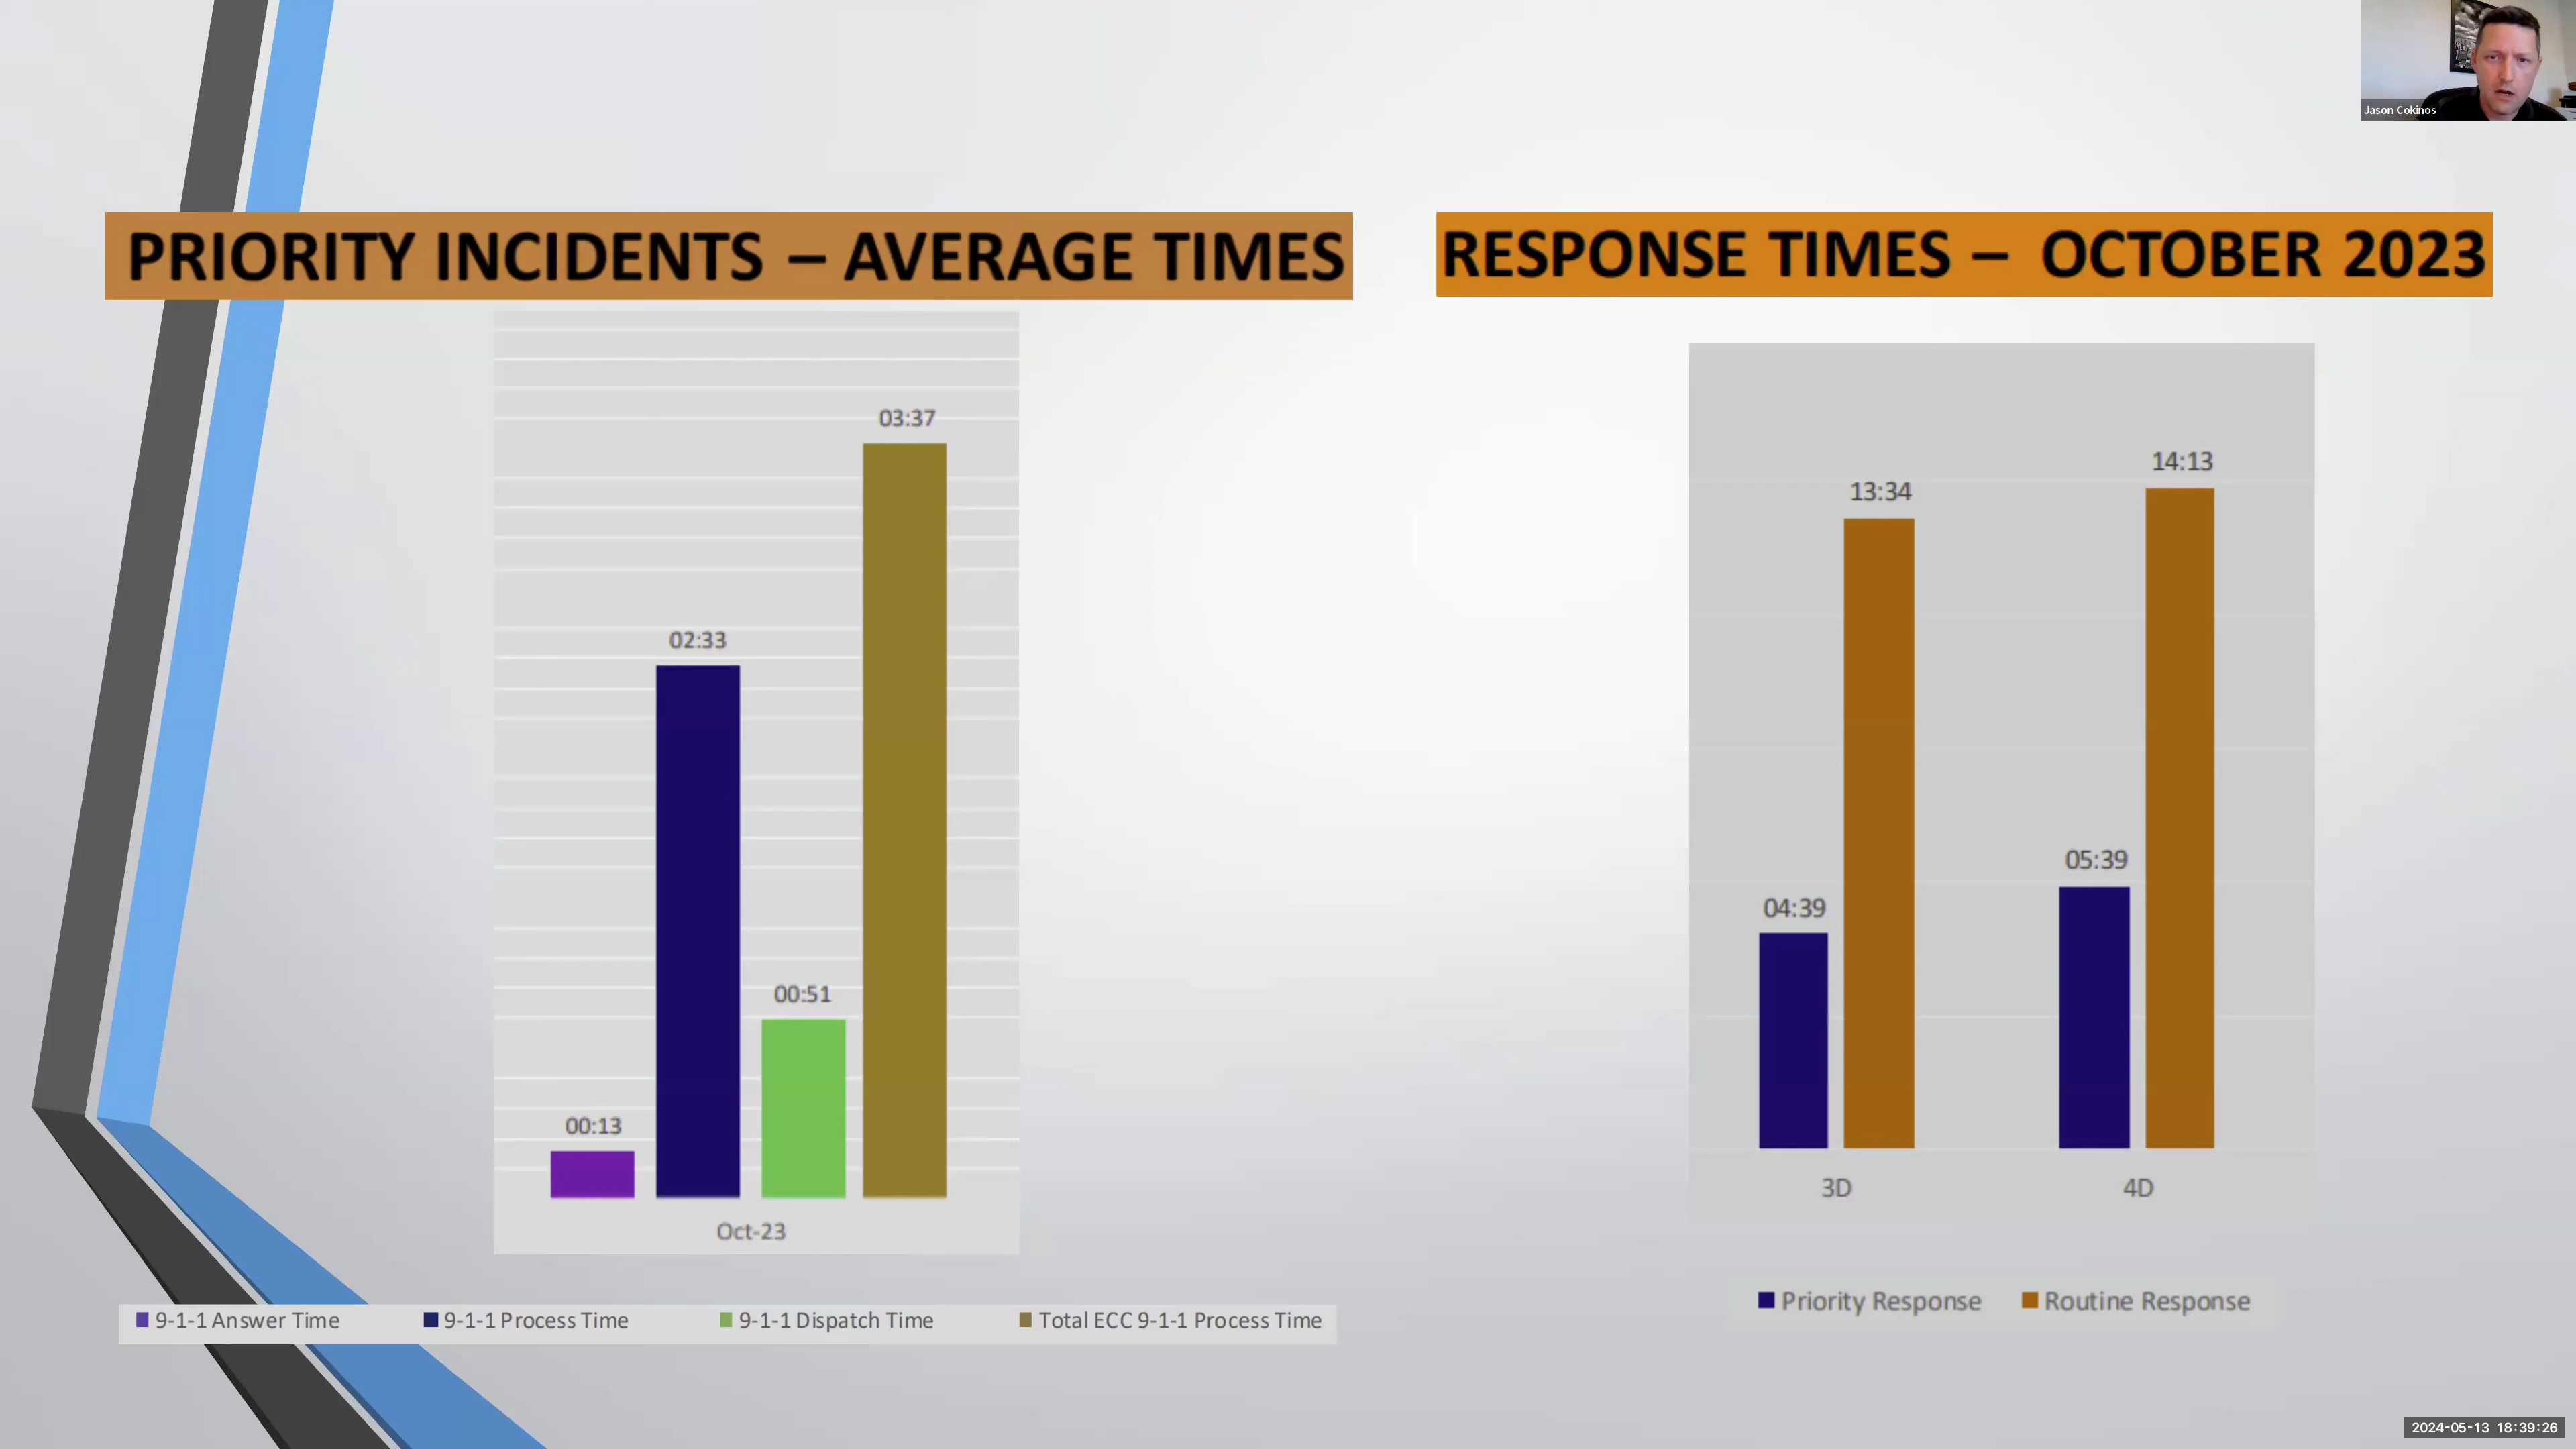 Jason Cokinos
PRIORITY INCIDENTS – AVERAGE TIMES
03:37
02:33
00:51
00:13
Oct-23
9-1-1 Answer Time
9-1-1 Process Time
9-1-1 Dispatch Time
Total ECC 9-1-1 Process Time
RESPONSE TIMES – OCTOBER 2023
14:13
13:34
05:39
04:39
3D
4D
Priority Response
Routine Response
2024-05-13 18:39:26